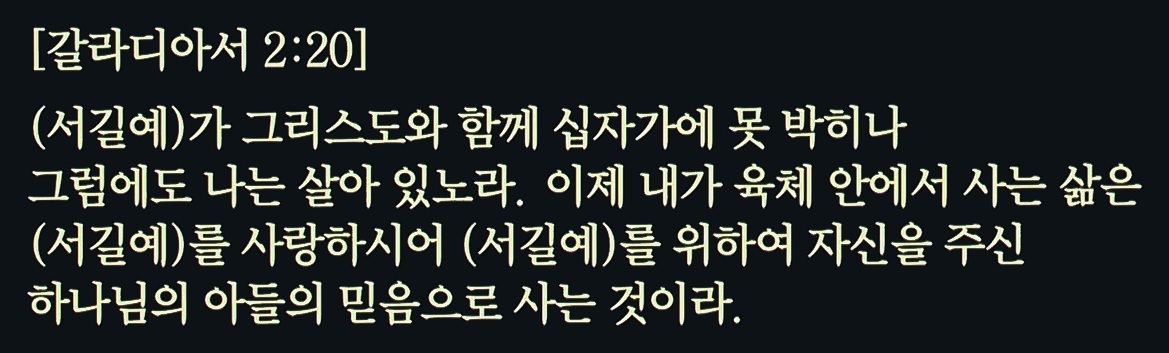 [갈라디아서 2:20]
(서길예)가 그리스도와 함께 십자가에 못 박히나
그럼에도 나는 살아 있노라. 이제 내가 육체 안에서 사는 삶은
(서길예)를 사랑하시어 (서길예)를 위하여 자신을 주신
하나님의 아들의 믿음으로 사는 것이라.